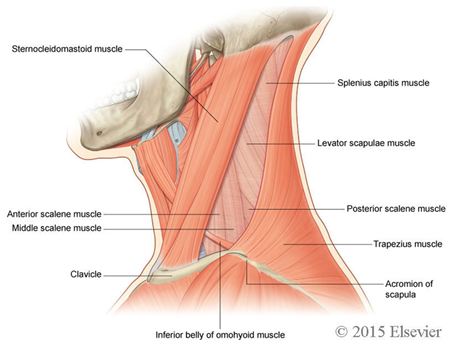 Sternocleidomastoid muscle
Splenius capitis muscle
Levator scapulae muscle
Anterior scalene muscle
Middle scalene muscle
Posterior scalene muscle
Trapezius muscle
Clavicle
Acromion of
scapula
Inferior belly of omohyoid muscle
© 2015 Elsevier